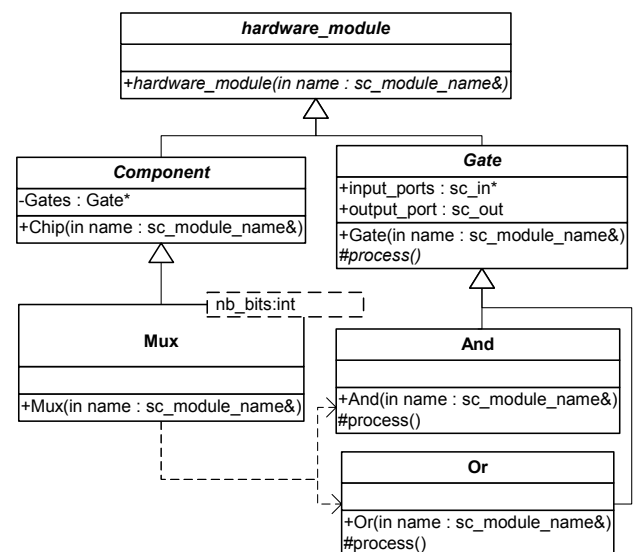 hardware_module
+hardware_module(in name : sc_module_name&)
Component
-Gates : Gate*
+Chip(in name : sc_module_name&)
Gate
+input_ports : sc_in*
+output_port : sc_out
+Gate(in name : sc_module_name&)
#process()
nb_bits:int
Mux
+Mux(in name : sc_module_name&)
And
+And(in name : sc_module_name&)
#process()
Or
+Or(in name : sc_module_name&)
#process()